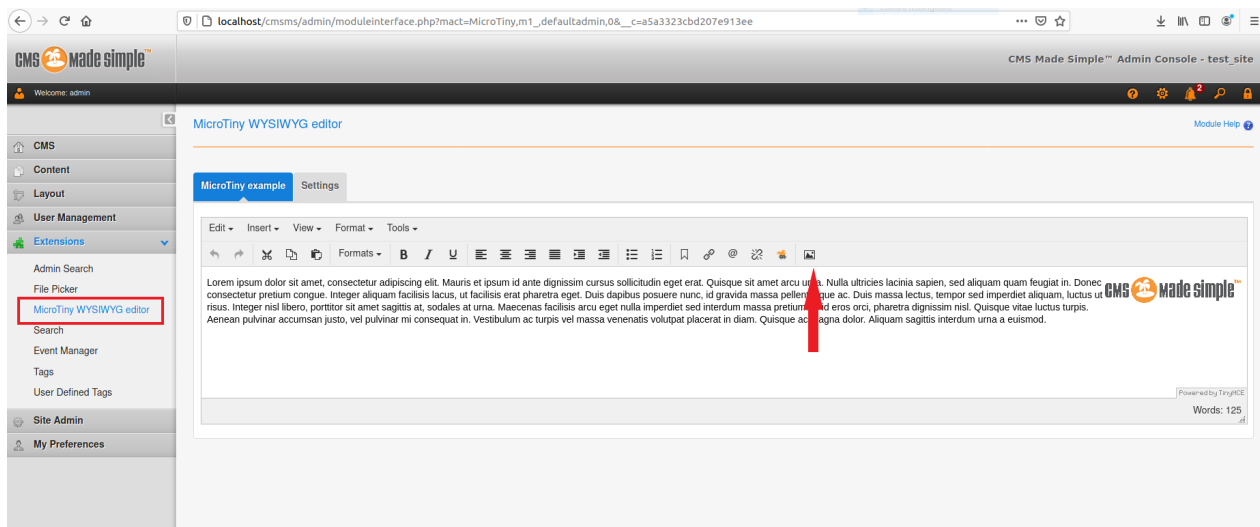 localhost/cmsms/admin/moduleinterface.php?mact=MicroTiny,m1_,defaultadmin,0&__c=a5a3323cbd207e913ee
CMS Made Simple™
CMS Made Simple™ Admin Console - test_site
Welcome: admin
2
MicroTiny WYSIWYG editor
Module Help ?
CMS
Content
Layout
User Management
Extensions
Admin Search
File Picker
MicroTiny WYSIWYG editor
Search
Event Manager
Tags
User Defined Tags
Site Admin
My Preferences
MicroTiny example Settings
Edit Insert View Format Tools
Formats B I U @
Lorem ipsum dolor sit amet, consectetur adipiscing elit. Mauris et ipsum id ante dignissim cursus sollicitudin eget erat. Quisque sit amet arcu urna. Nulla ultricies lacinia sapien, sed aliquam quam feugiat in. Donec
consectetur pretium congue. Integer aliquam facilisis lacus, ut facilisis erat pharetra eget. Duis dapibus posuere nunc, id gravida massa pellentesque ac. Duis massa lectus, tempor sed imperdiet aliquam, luctus ut
risus. Integer nisl libero, porttitor sit amet sagittis at, sodales at urna. Maecenas facilisis arcu eget nulla imperdiet sed interdum massa pretium. id eros orci, pharetra dignissim nisl. Quisque vitae luctus turpis.
Aenean pulvinar accumsan justo, vel pulvinar mi consequat in. Vestibulum ac turpis vel massa venenatis volutpat placerat in diam. Quisque ac magna dolor. Aliquam sagittis interdum urna a euismod.
CMS Made Simple™
Powered by TinyMCE
Words: 125